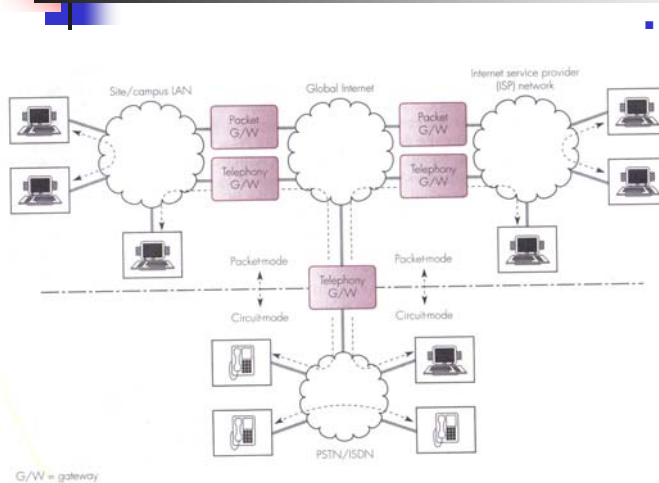 Internet service provider
(ISP) network
Site/campus LAN
Global Internet
Packet
G/W
Packet
G/W
Telephony
G/W
Telephony
G/W
Packet-mode
Packet-mode
Telephony
G/W
Circuit-mode
Circuit-mode
PSTN/ISDN
G/W = gateway